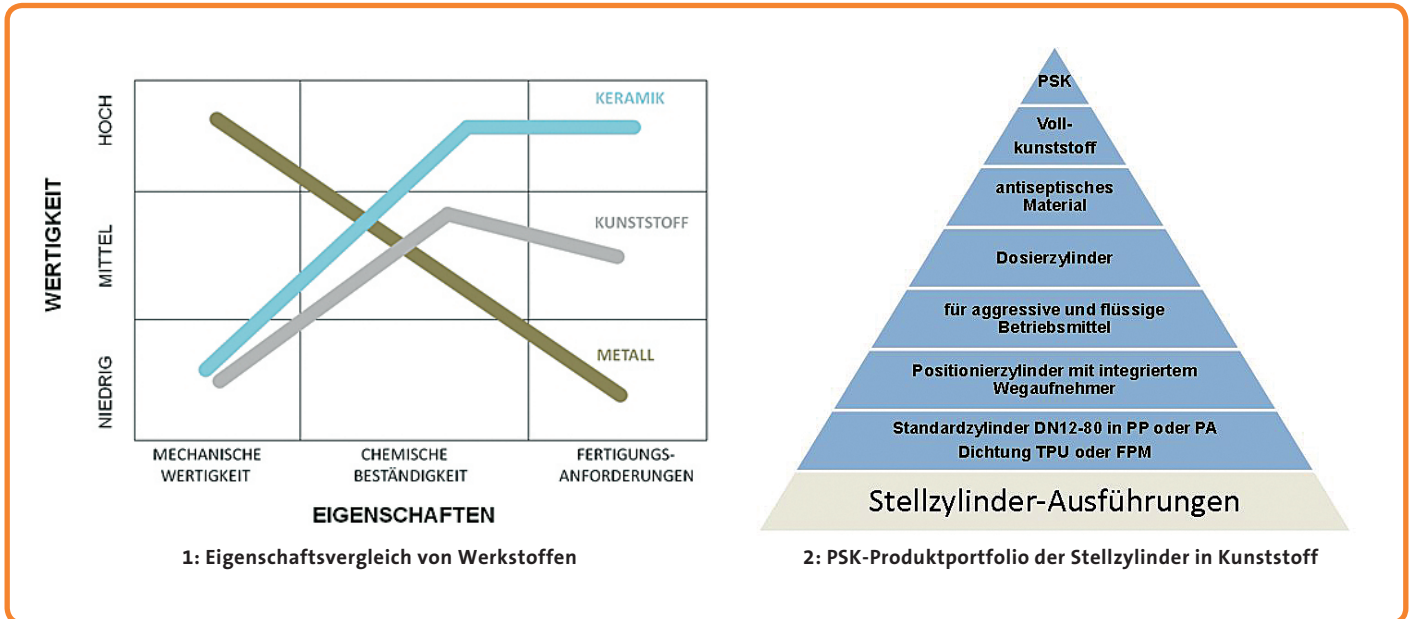 WERTIGKEIT
HOCH
MITTEL
NIEDRIG
KERAMIK
KUNSTSTOFF
METALL
MECHANISCHE
WERTIGKEIT
CHEMISCHE
BESTÄNDIGKEIT
FERTIGUNGS-
ANFORDERUNGEN
EIGENSCHAFTEN
1: Eigenschaftsvergleich von Werkstoffen
PSK
Voll-
kunststoff
antiseptisches
Material
Dosierzylinder
für aggressive und flüssige
Betriebsmittel
Positionierzylinder mit integriertem
Wegaufnehmer
Standardzylinder DN12-80 in PP oder PA
Dichtung TPU oder FPM
Stellzylinder-Ausführungen
2: PSK-Produktportfolio der Stellzylinder in Kunststoff